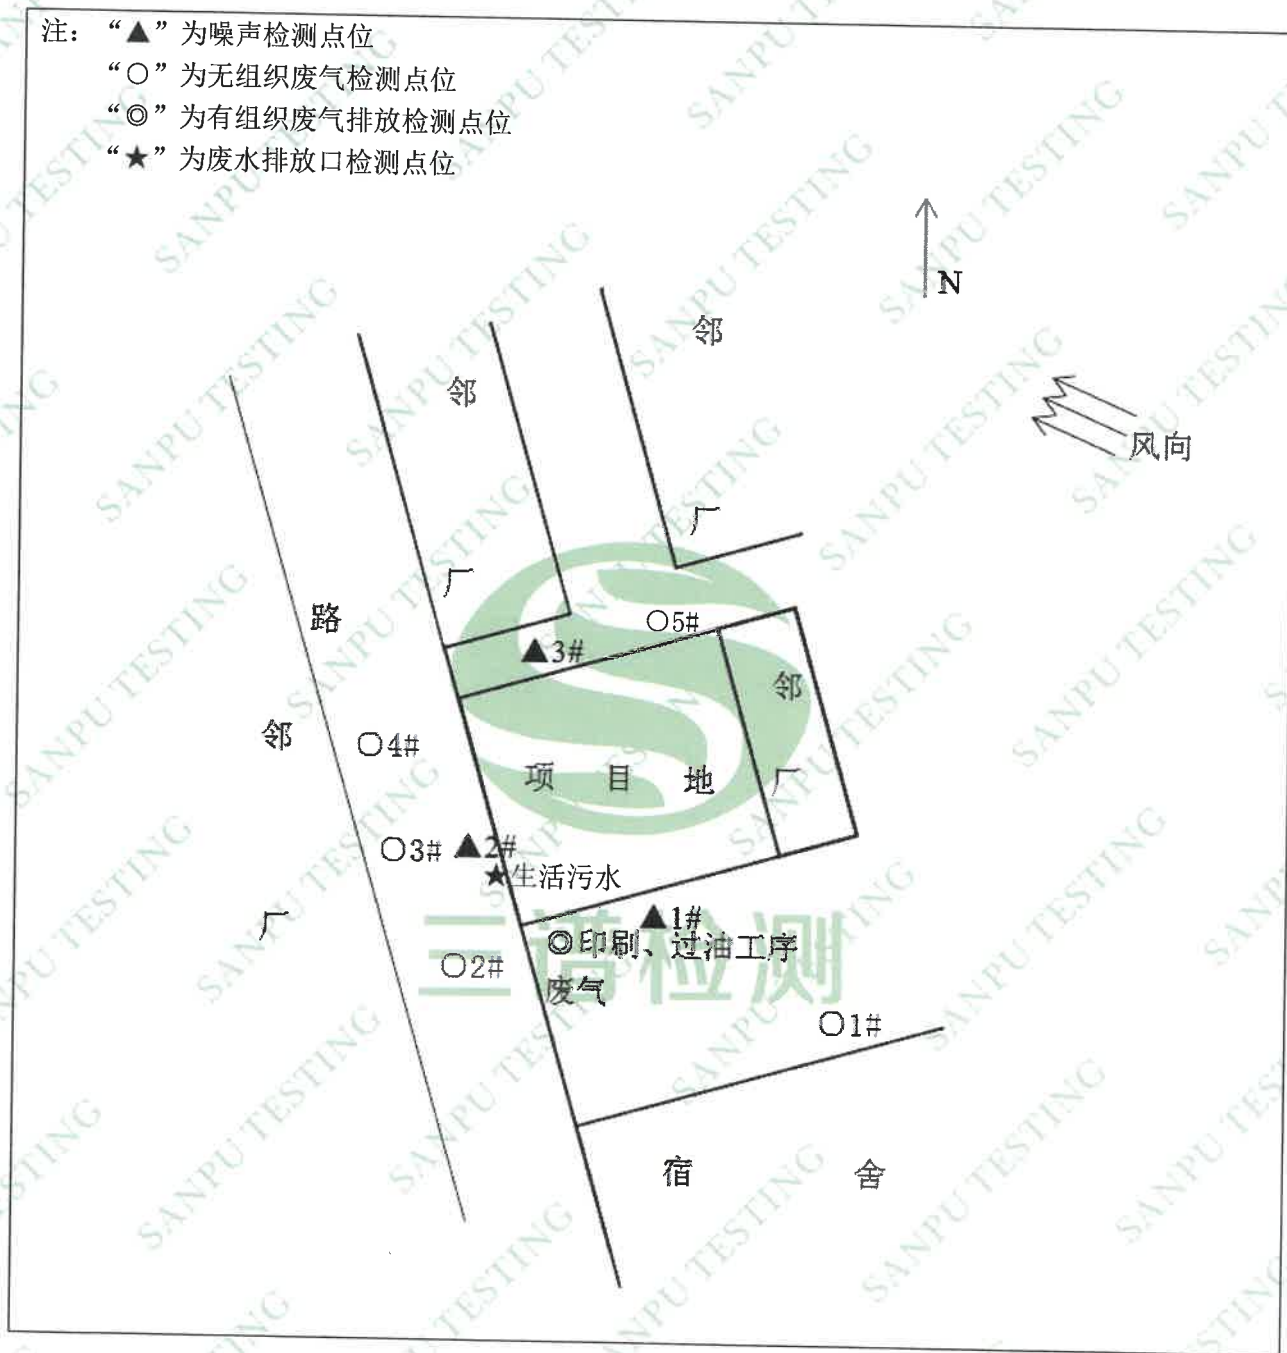 注：“▲”为噪声检测点位
“○”为无组织废气检测点位
“◎”为有组织废气排放检测点位
“★”为废水排放口检测点位
N
邻
邻
风向
厂
厂
路
○5#
▲3#
邻
邻
○4#
项 目 地
厂
○3#
▲2#
★生活污水
厂
▲1#
◎印刷、过油工序
废气
○2#
○1#
宿 舍
三谱检测
SANPU TESTING